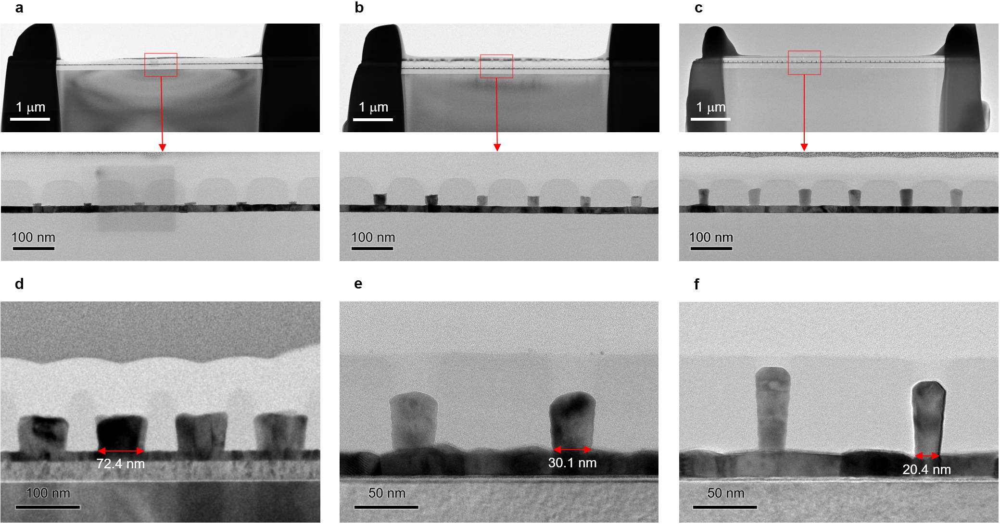 a
b
c
1 μm
1 μm
1 μm
100 nm
100 nm
100 nm
d
e
f
72.4 nm
30.1 nm
20.4 nm
100 nm
50 nm
50 nm